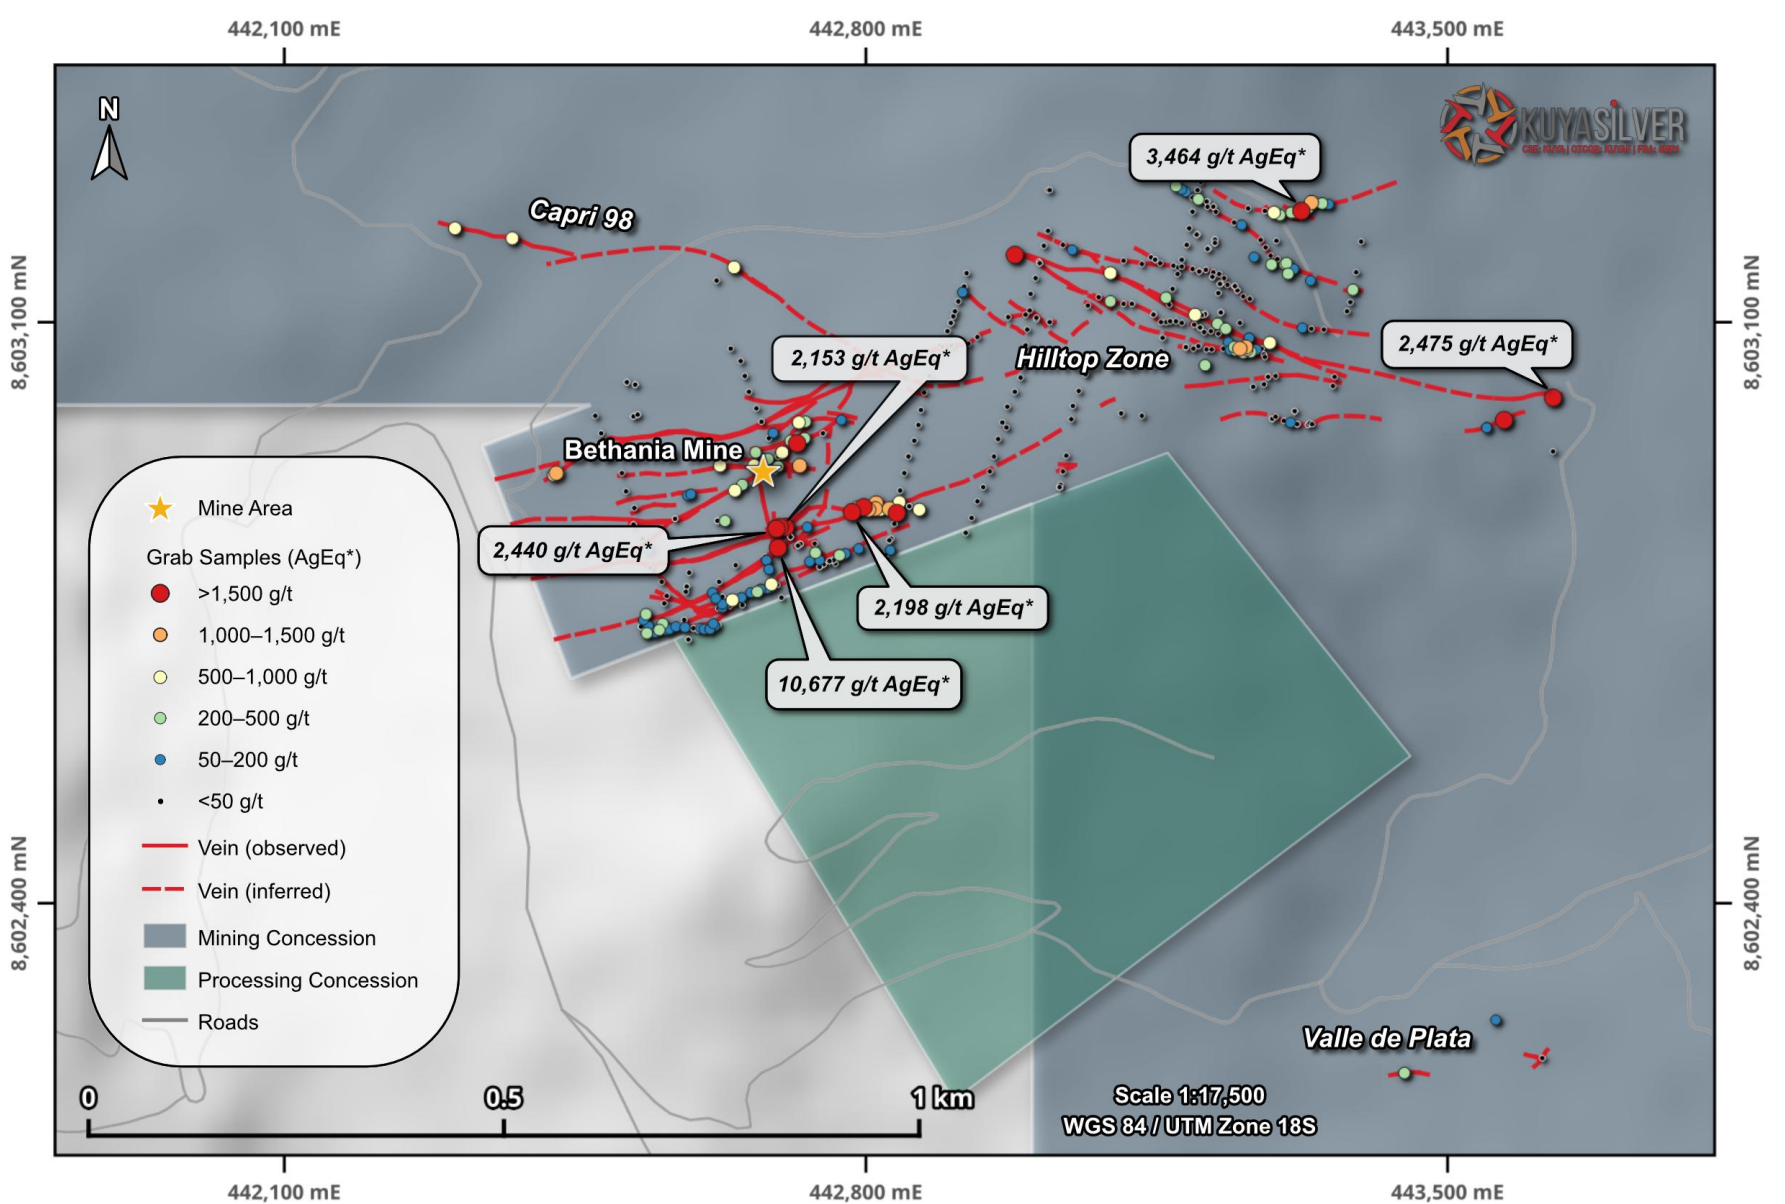 442,100 mE
442,800 mE
443,500 mE
N
KUYASILVER
3,464 g/t AgEq*
Capri 98
8,603,100 mN
8,603,100 mN
2,153 g/t AgEq*
Hilltop Zone
2,475 g/t AgEq*
Bethania Mine
2,440 g/t AgEq*
2,198 g/t AgEq*
10,677 g/t AgEq*
Mine Area
Grab Samples (AgEq*)
>1,500 g/t
1,000–1,500 g/t
500–1,000 g/t
200–500 g/t
50–200 g/t
<50 g/t
Vein (observed)
Vein (inferred)
Mining Concession
Processing Concession
Roads
8,602,400 mN
8,602,400 mN
Valle de Plata
0
0.5
1 km
Scale 1:17,500
WGS 84 / UTM Zone 18S
442,100 mE
442,800 mE
443,500 mE